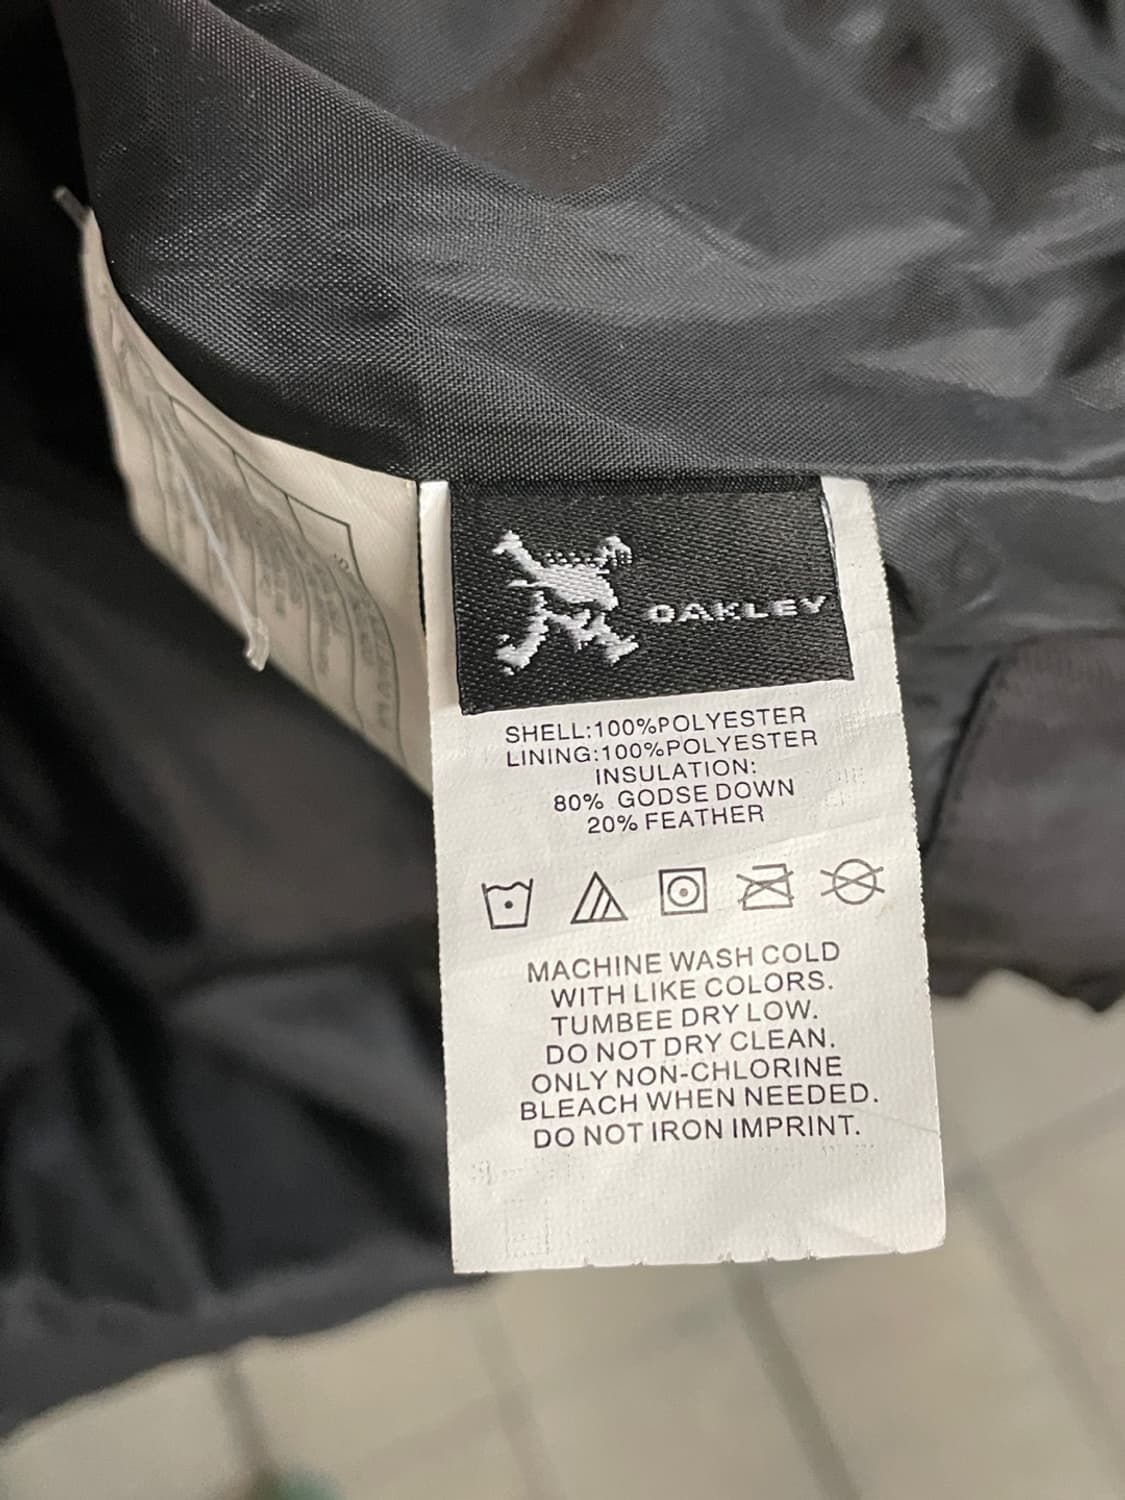 OAKLEY
SHELL:100%POLYESTER
LINING:100%POLYESTER
INSULATION:
80% GODSE DOWN
20% FEATHER
MACHINE WASH COLD
WITH LIKE COLORS.
TUMBEE DRY LOW.
DO NOT DRY CLEAN.
ONLY NON-CHLORINE
BLEACH WHEN NEEDED.
DO NOT IRON IMPRINT.